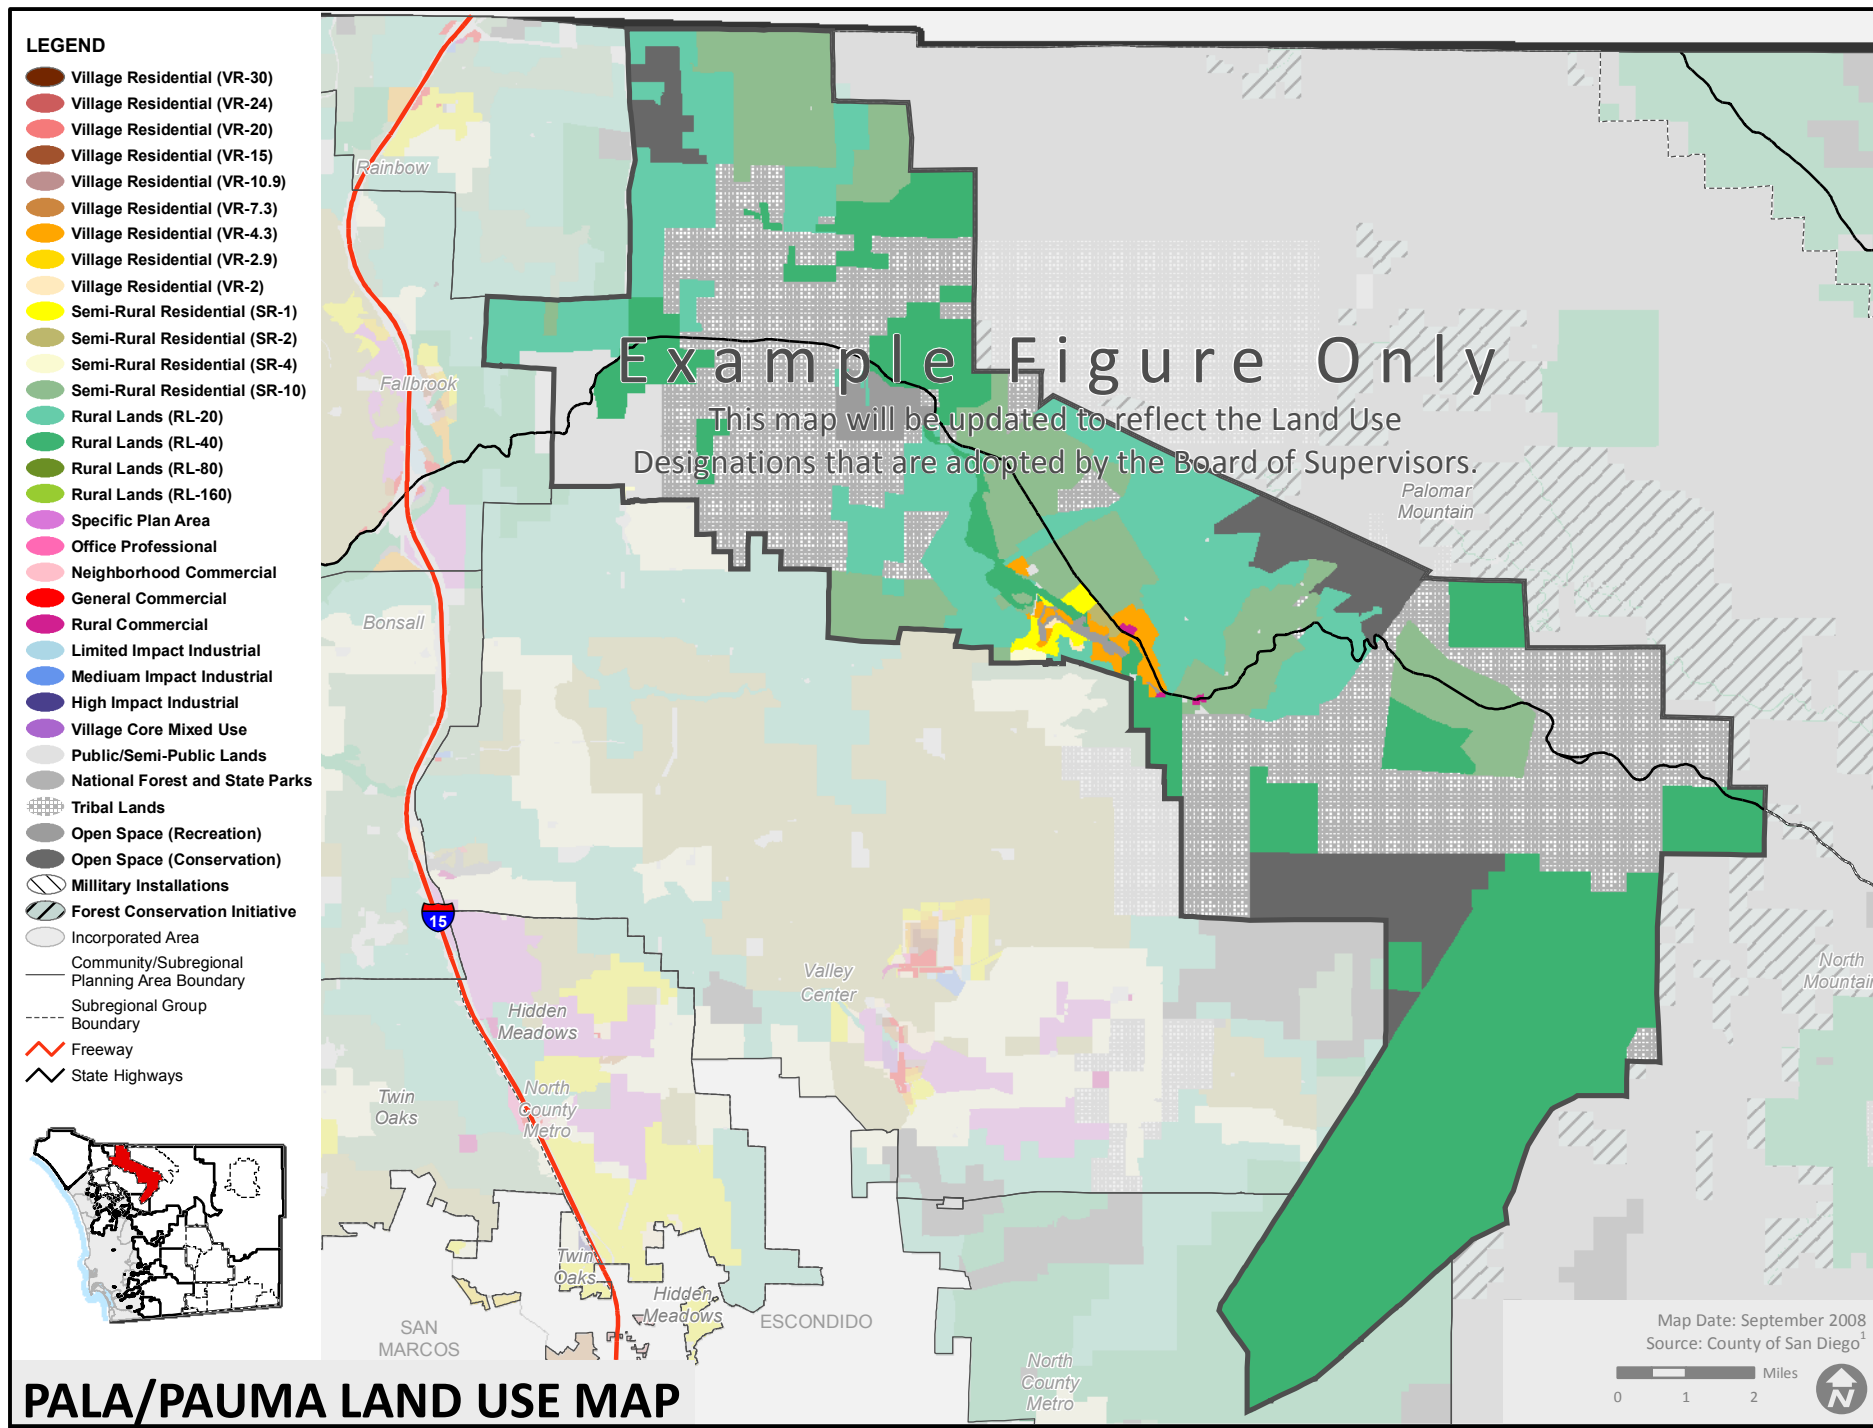 LEGEND
Village Residential (VR-30)
Village Residential (VR-24)
Village Residential (VR-20)
Village Residential (VR-15)
Village Residential (VR-10.9)
Village Residential (VR-7.3)
Village Residential (VR-4.3)
Village Residential (VR-2.9)
Village Residential (VR-2)
Semi-Rural Residential (SR-1)
Semi-Rural Residential (SR-2)
Semi-Rural Residential (SR-4)
Semi-Rural Residential (SR-10)
Rural Lands (RL-20)
Rural Lands (RL-40)
Rural Lands (RL-80)
Rural Lands (RL-160)
Specific Plan Area
Office Professional
Neighborhood Commercial
General Commercial
Rural Commercial
Limited Impact Industrial
Mediuam Impact Industrial
High Impact Industrial
Village Core Mixed Use
Public/Semi-Public Lands
National Forest and State Parks
Tribal Lands
Open Space (Recreation)
Open Space (Conservation)
Millitary Installations
Forest Conservation Initiative
Incorporated Area
Community/Subregional
Planning Area Boundary
Subregional Group
Boundary
Freeway
State Highways
Rainbow
Fallbrook
Example Figure Only
This map will be updated to reflect the Land Use
Designations that are adopted by the Board of Supervisors.
Palomar
Mountain
Bonsall
15
Valley
Center
North
Mountain
Hidden
Meadows
Twin
Oaks
North
County
Metro
Twin
Oaks
Hidden
Meadows
SAN
MARCOS
ESCONDIDO
North
County
Metro
Map Date: September 2008
Source: County of San Diego1
Miles
0 1 2
N
PALA/PAUMA LAND USE MAP